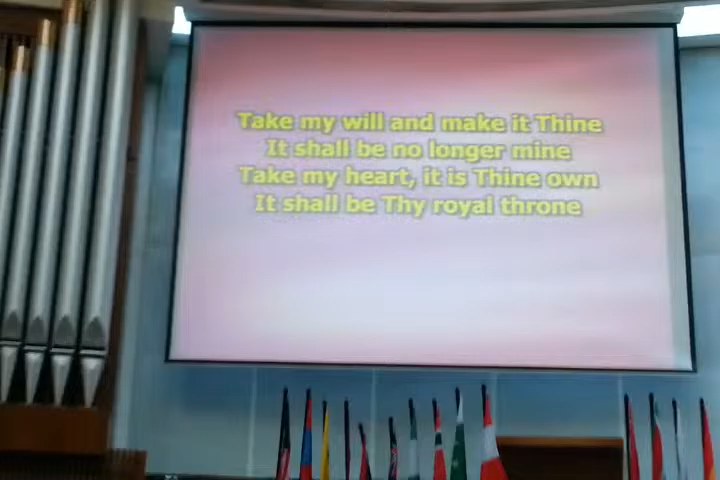 Take my will and make it Thine
It shall be no longer mine
Take my heart, it is Thine own
It shall be Thy royal throne